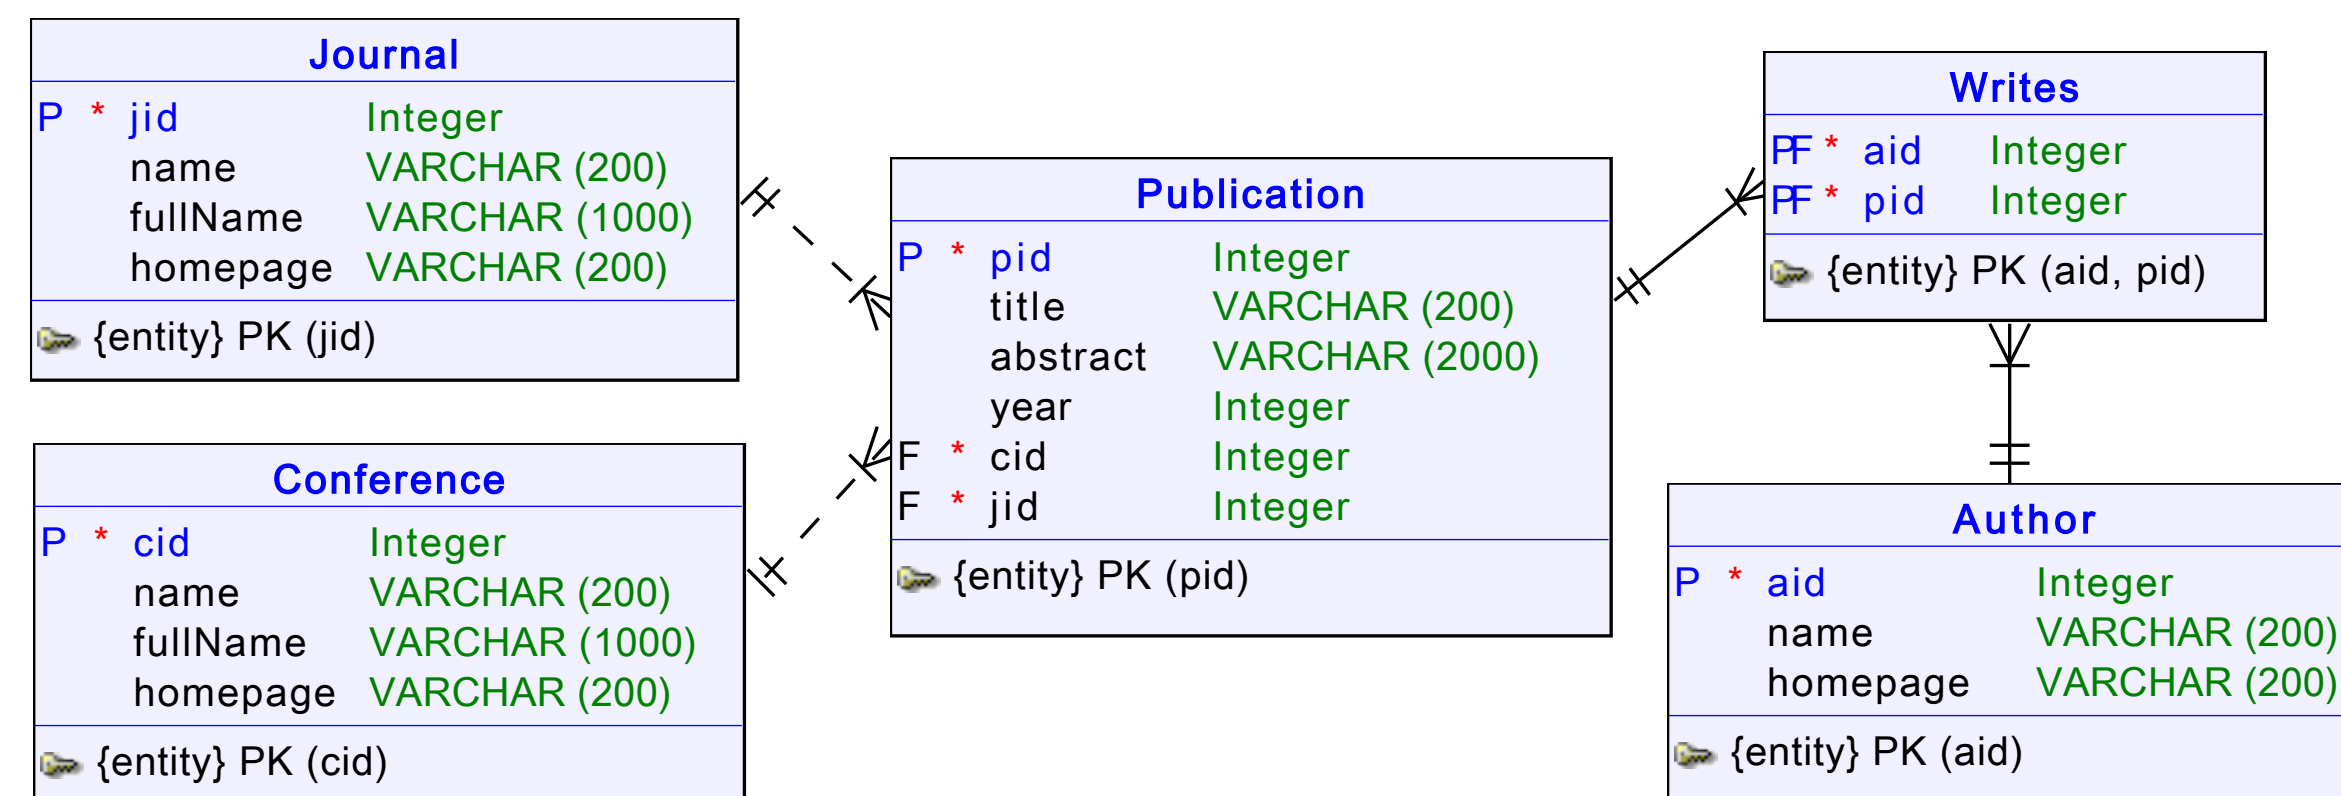 Journal
P * jid Integer
name VARCHAR (200)
fullName VARCHAR (1000)
homepage VARCHAR (200)
{entity} PK (jid)
Conference
P * cid Integer
name VARCHAR (200)
fullName VARCHAR (1000)
homepage VARCHAR (200)
{entity} PK (cid)
Publication
P * pid Integer
title VARCHAR (200)
abstract VARCHAR (2000)
year Integer
F * cid Integer
F * jid Integer
{entity} PK (pid)
Writes
PF * aid Integer
PF * pid Integer
{entity} PK (aid, pid)
Author
P * aid Integer
name VARCHAR (200)
homepage VARCHAR (200)
{entity} PK (aid)